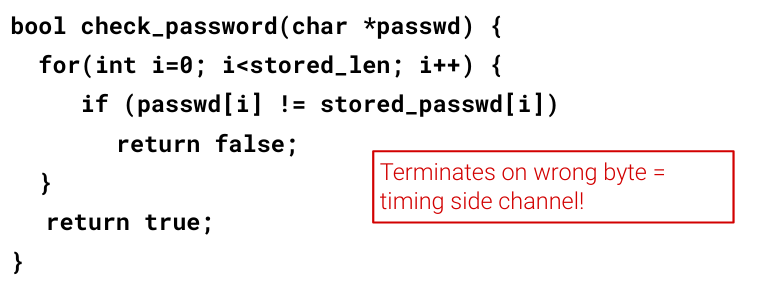 bool check_password(char *passwd) {
for(int i=0; i<stored_len; i++) {
if (passwd[i] != stored_passwd[i])
return false;
Terminates on wrong byte =
timing side channel!
}
return true;
}